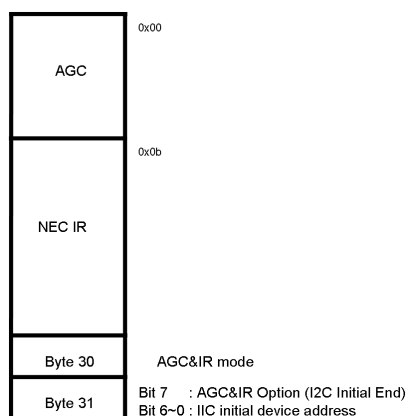 0x00
AGC
0x0b
NEC IR
Byte 30 AGC&IR mode
Byte 31 Bit 7 : AGC&IR Option (I2C Initial End)
Bit 6~0 : IIC initial device address